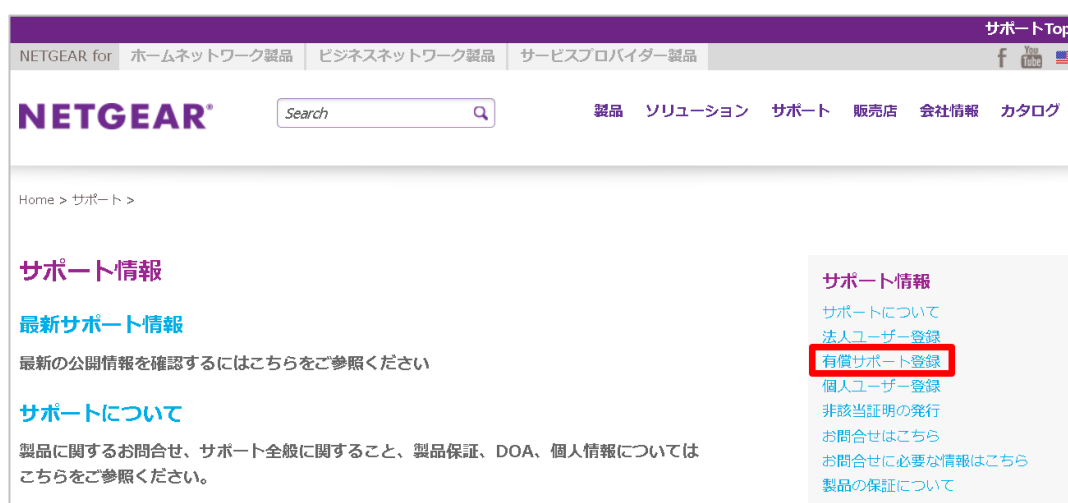 サポートTop
NETGEAR for ホームネットワーク製品 ビジネスネットワーク製品 サービスプロバイダー製品
f You Tube
NETGEAR® Search 製品 ソリューション サポート 販売店 会社情報 カタログ
Home > サポート >
サポート情報
最新サポート情報
最新の公開情報を確認するにはこちらをご参照ください
サポートについて
製品に関するお問合せ、サポート全般に関すること、製品保証、DOA、個人情報については
こちらをご参照ください。
サポート情報
サポートについて
法人ユーザー登録
有償サポート登録
個人ユーザー登録
非該当証明の発行
お問合せはこちら
お問合せに必要な情報はこちら
製品の保証について